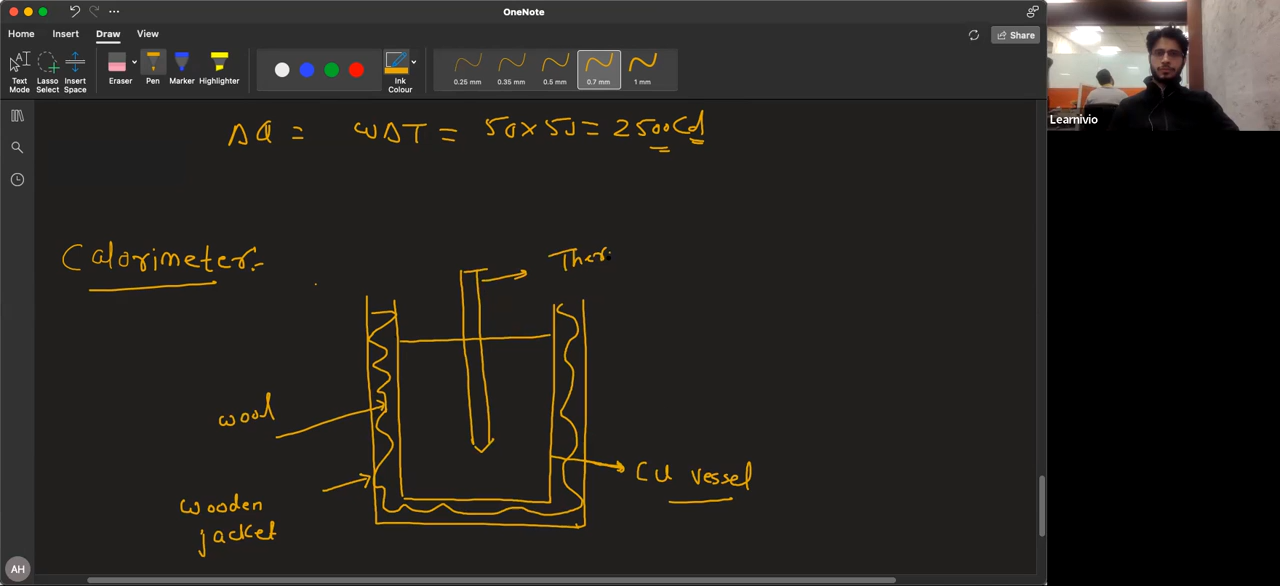 OneNote
Home Insert Draw View
Share
Text Mode
Lasso Select
Insert Space
Eraser
Pen
Marker
Highlighter
Ink Colour
0.25 mm
0.35 mm
0.5 mm
0.7 mm
1 mm
Learnivio
ΔQ = wΔT = 50×50 = 2500Cal
Calorimeter:-
Ther
wool
CU vessel
wooden
jacket
AH